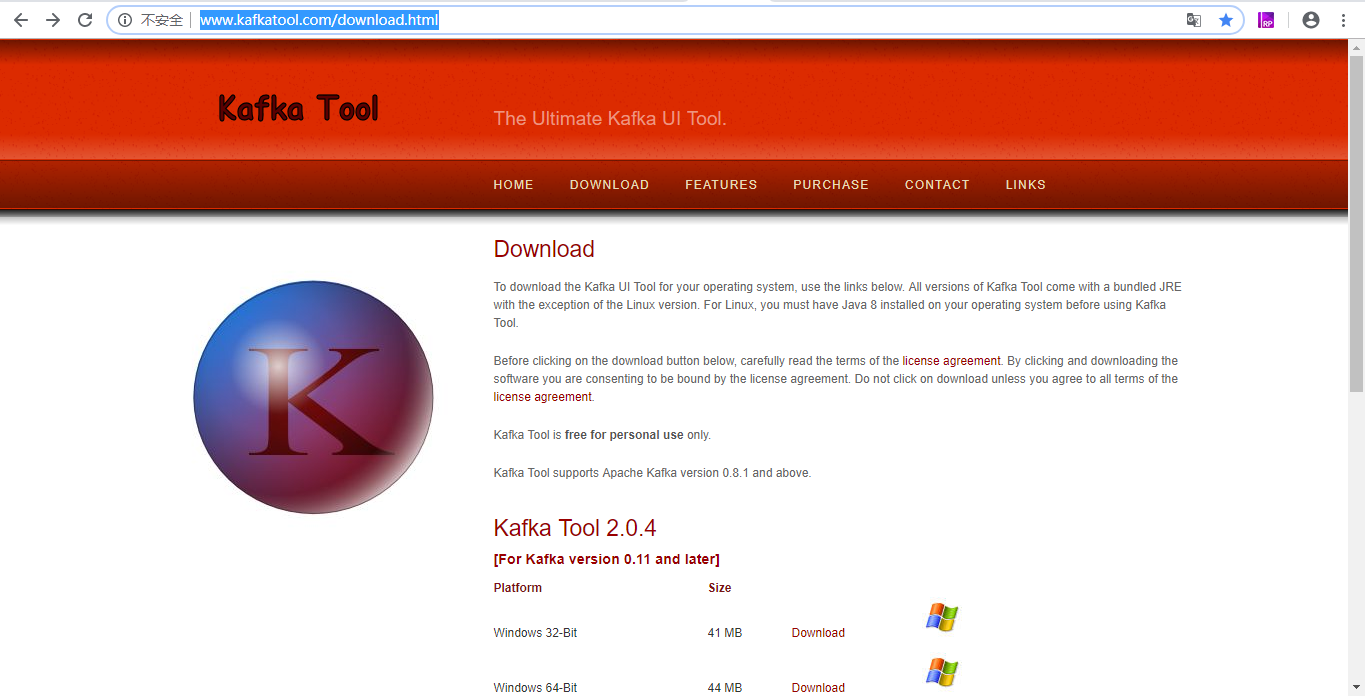 不安全 www.kafkatool.com/download.html
RP
Kafka Tool
The Ultimate Kafka UI Tool.
HOME DOWNLOAD FEATURES PURCHASE CONTACT LINKS
Download
To download the Kafka UI Tool for your operating system, use the links below. All versions of Kafka Tool come with a bundled JRE
with the exception of the Linux version. For Linux, you must have Java 8 installed on your operating system before using Kafka
Tool.
Before clicking on the download button below, carefully read the terms of the license agreement. By clicking and downloading the
software you are consenting to be bound by the license agreement. Do not click on download unless you agree to all terms of the
license agreement.
Kafka Tool is free for personal use only.
Kafka Tool supports Apache Kafka version 0.8.1 and above.
K
Kafka Tool 2.0.4
[For Kafka version 0.11 and later]
Platform Size
Windows 32-Bit 41 MB Download
Windows 64-Bit 44 MB Download